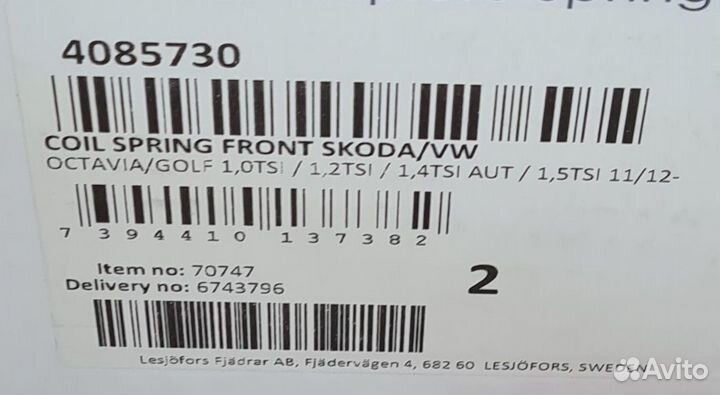 spring
4085730
COIL SPRING FRONT SKODA/VW
OCTAVIA/GOLF 1,0TSI / 1,2TSI / 1,4TSI AUT / 1,5TSI 11/12-
7 394410 137382
Item no: 70747
Delivery no: 6743796
2
Lesjöfors Fjädrar AB, Fjädervägen 4, 682 60 LESJÖFORS, SWEDEN
Avito